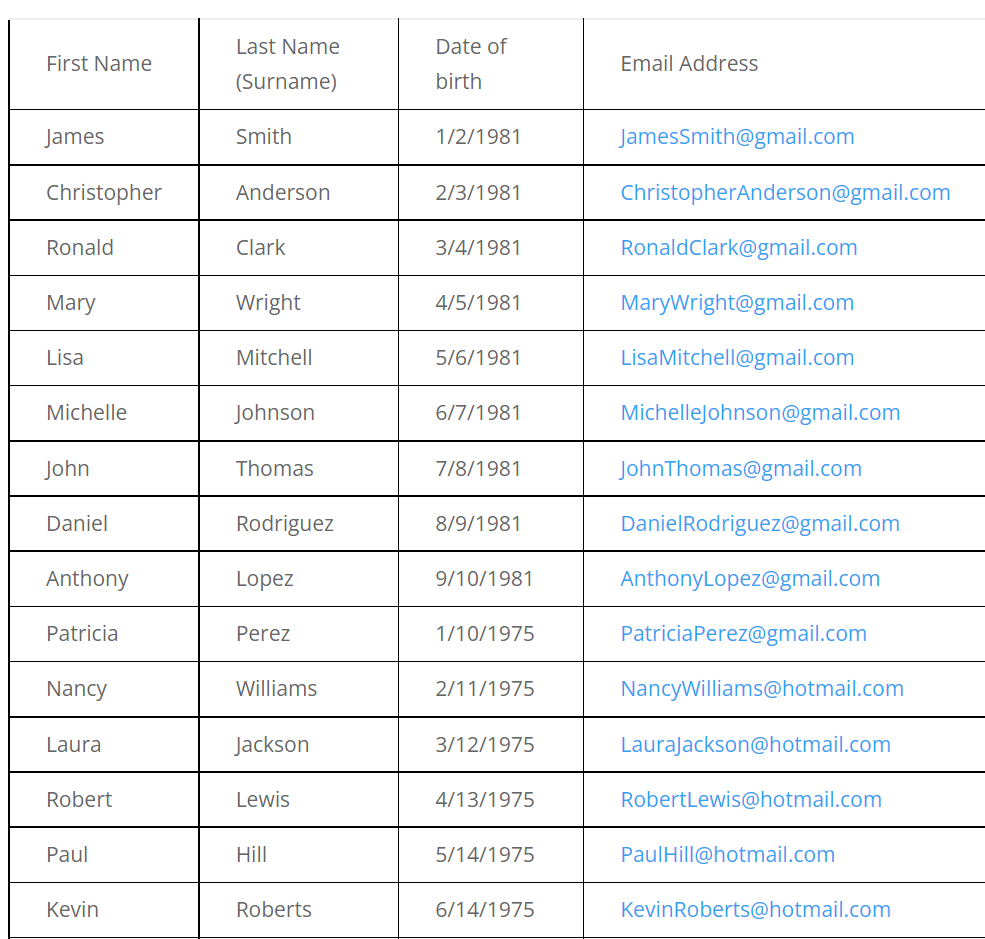 First Name Last Name (Surname) Date of birth Email Address
James Smith 1/2/1981 JamesSmith@gmail.com
Christopher Anderson 2/3/1981 ChristopherAnderson@gmail.com
Ronald Clark 3/4/1981 RonaldClark@gmail.com
Mary Wright 4/5/1981 MaryWright@gmail.com
Lisa Mitchell 5/6/1981 LisaMitchell@gmail.com
Michelle Johnson 6/7/1981 MichelleJohnson@gmail.com
John Thomas 7/8/1981 JohnThomas@gmail.com
Daniel Rodriguez 8/9/1981 DanielRodriguez@gmail.com
Anthony Lopez 9/10/1981 AnthonyLopez@gmail.com
Patricia Perez 1/10/1975 PatriciaPerez@gmail.com
Nancy Williams 2/11/1975 NancyWilliams@hotmail.com
Laura Jackson 3/12/1975 LauraJackson@hotmail.com
Robert Lewis 4/13/1975 RobertLewis@hotmail.com
Paul Hill 5/14/1975 PaulHill@hotmail.com
Kevin Roberts 6/14/1975 KevinRoberts@hotmail.com